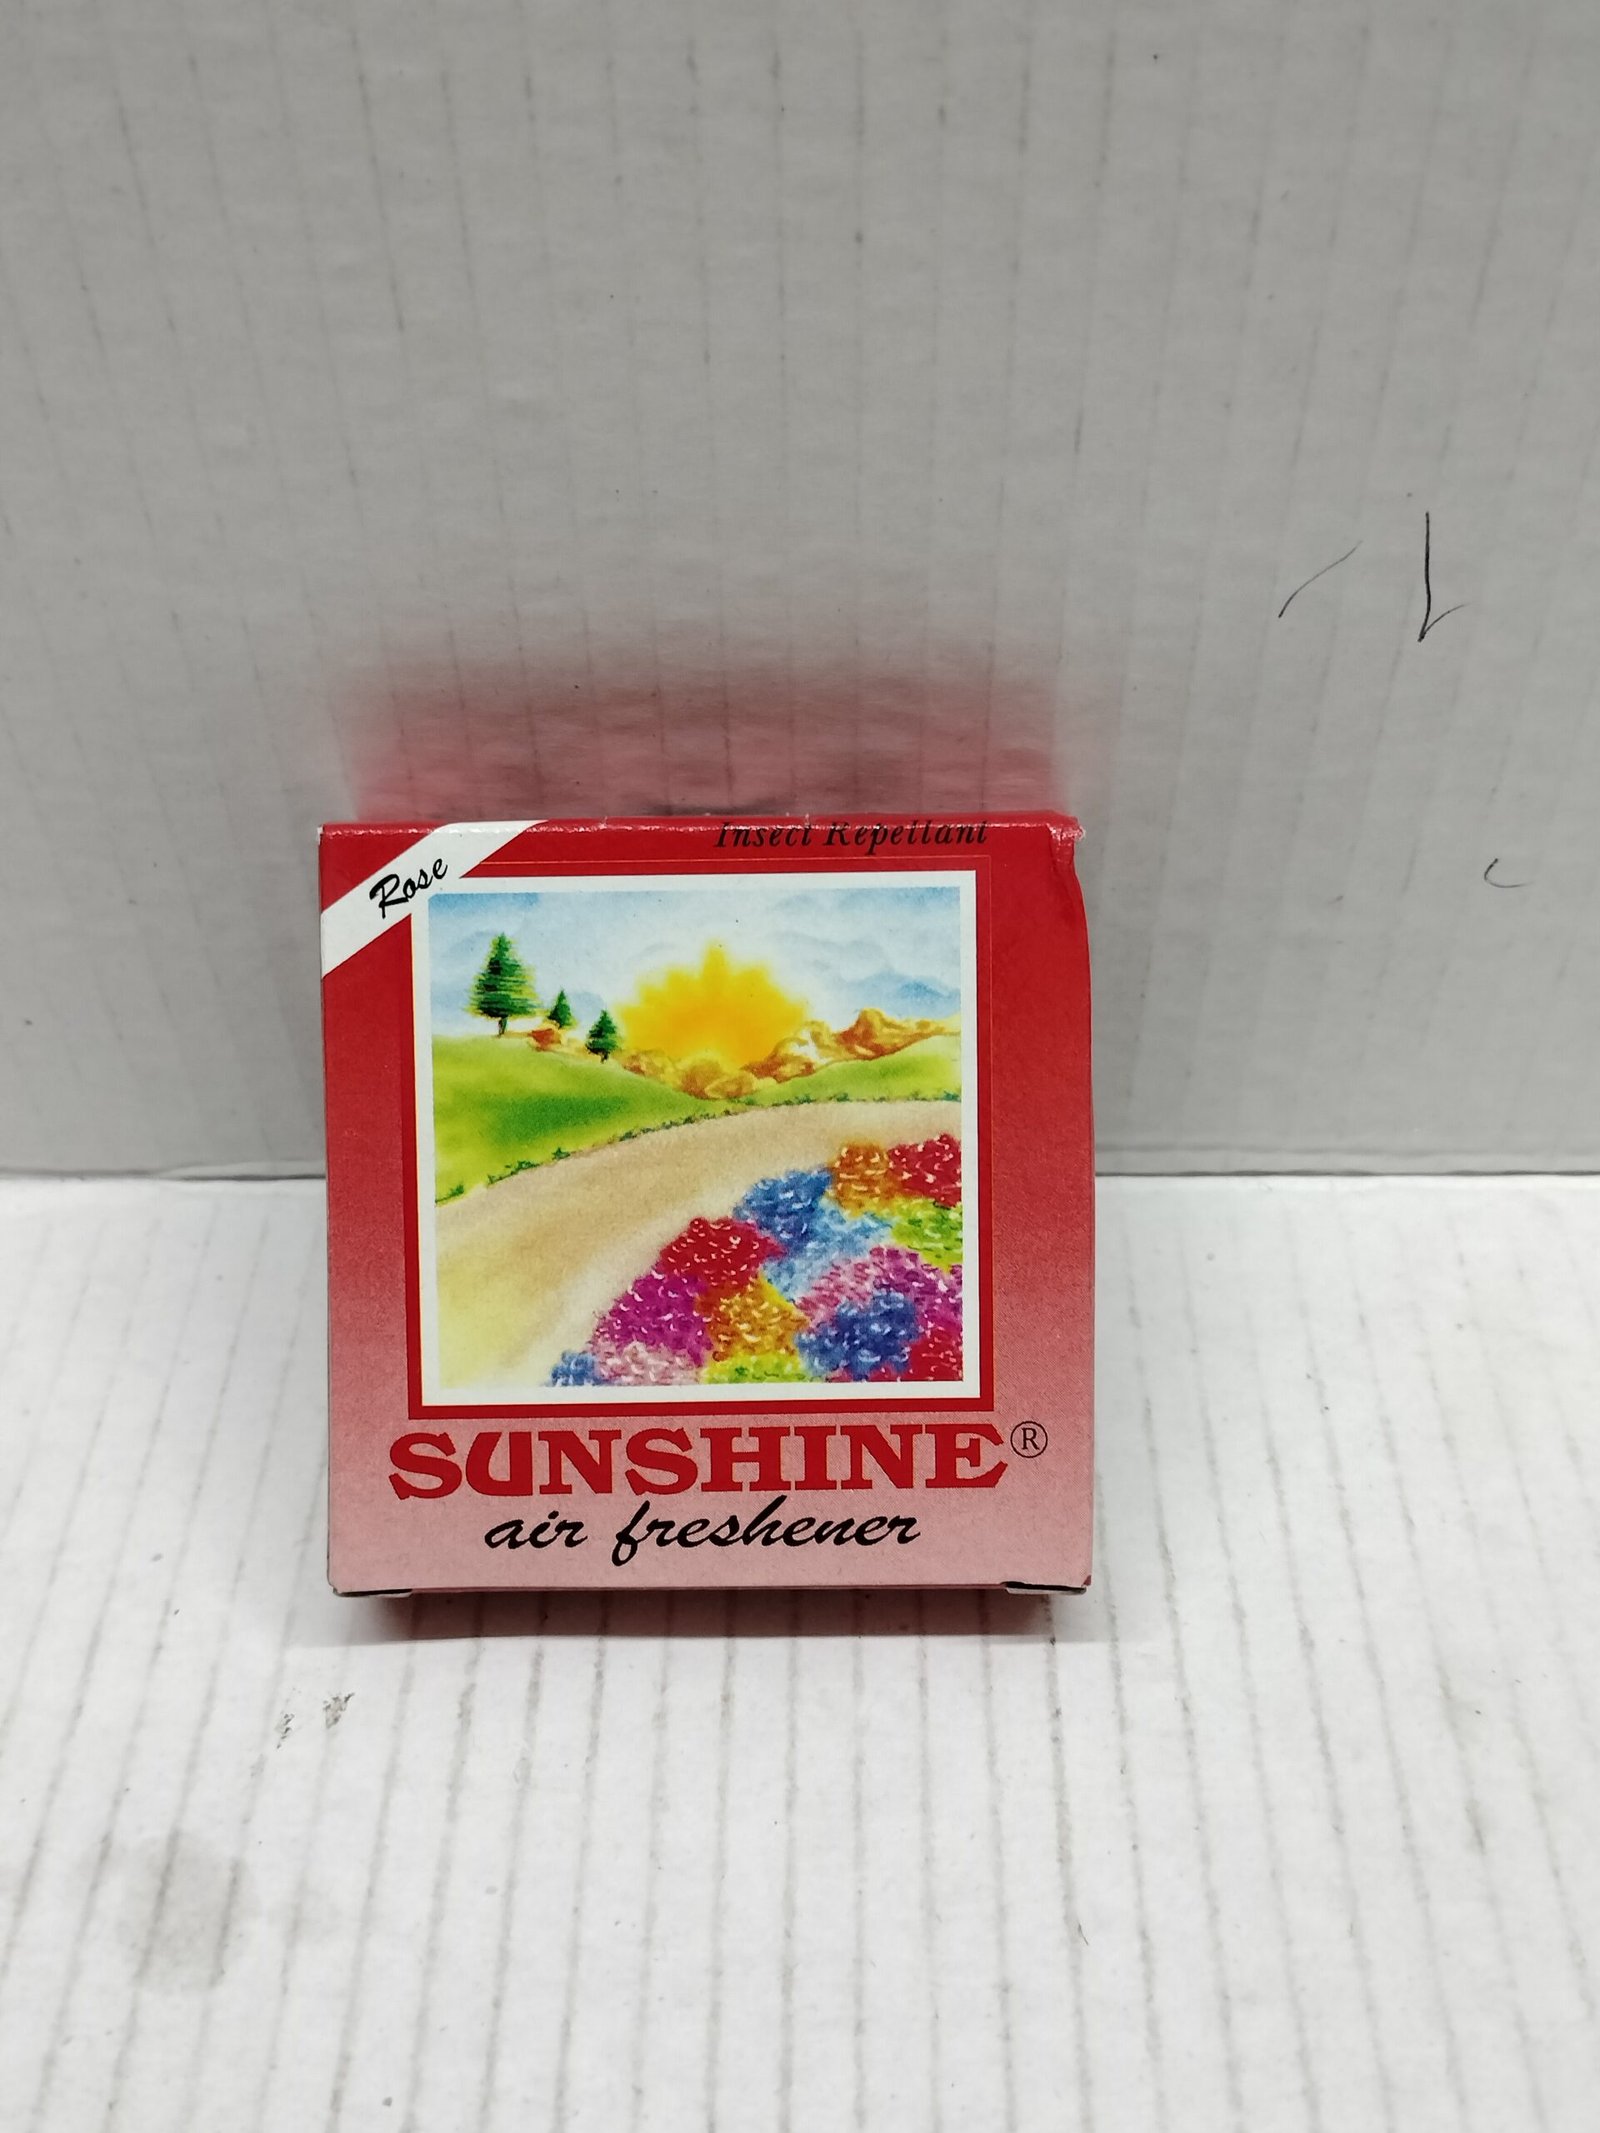 Insect Repellant
Rose
SUNSHINE®
air freshener